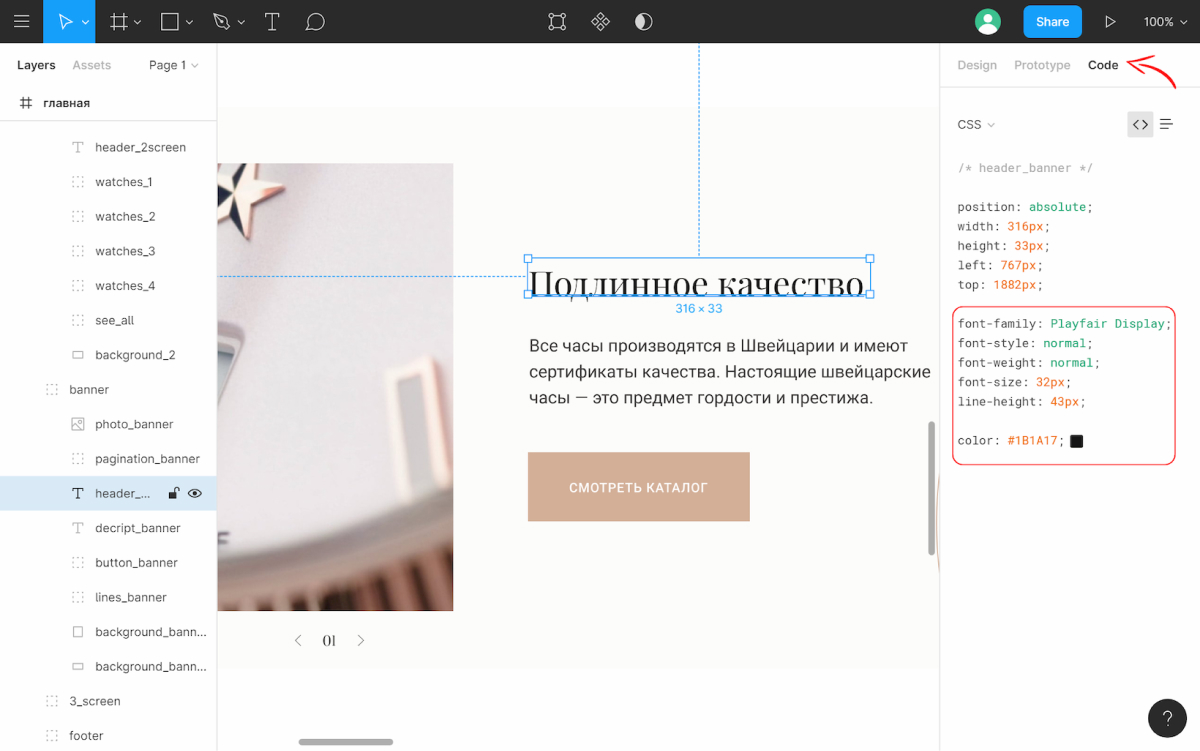 Share
100%
Layers
Assets
Page 1
Design
Prototype
Code
главная
header_2screen
watches_1
watches_2
watches_3
watches_4
see_all
background_2
banner
photo_banner
pagination_banner
header_...
decript_banner
button_banner
lines_banner
background_bann...
background_bann...
3_screen
footer
Подлинное качество
316 × 33
Все часы производятся в Швейцарии и имеют
сертификаты качества. Настоящие швейцарские
часы — это предмет гордости и престижа.
СМОТРЕТЬ КАТАЛОГ
01
CSS
/* header_banner */
position: absolute;
width: 316px;
height: 33px;
left: 767px;
top: 1882px;
font-family: Playfair Display;
font-style: normal;
font-weight: normal;
font-size: 32px;
line-height: 43px;
color: #1B1A17;
?